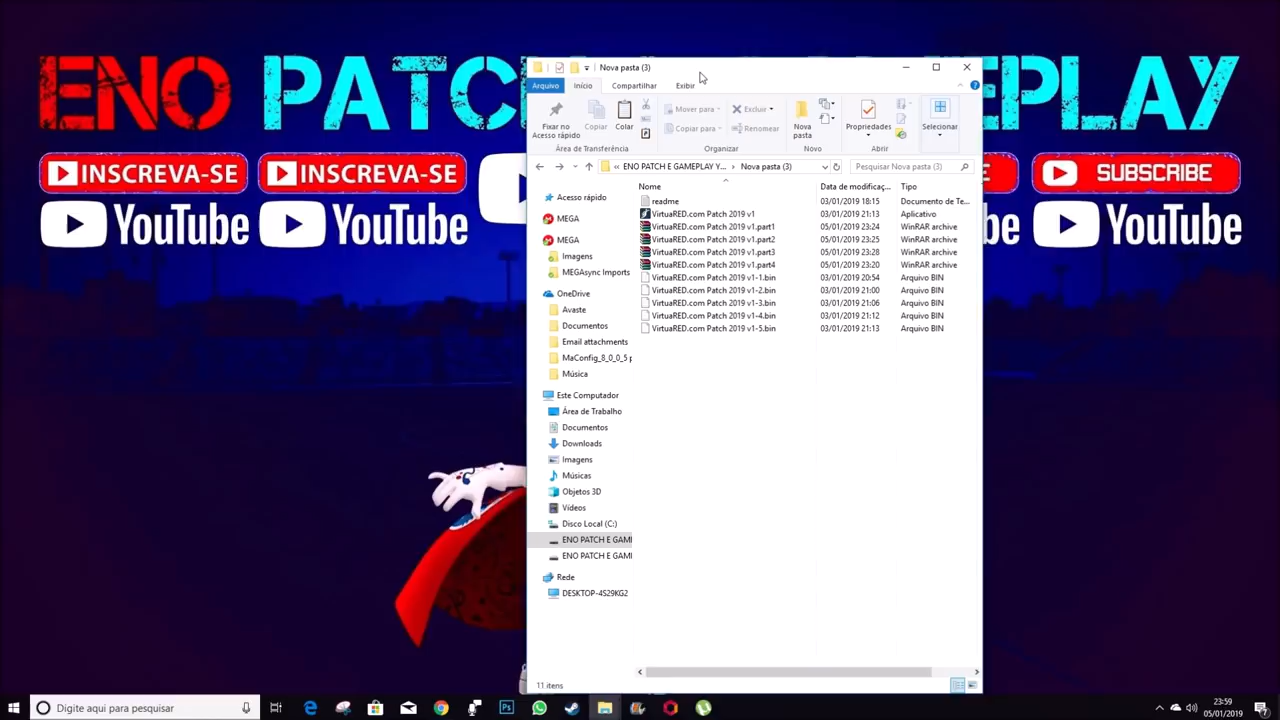 ENO PATC EPLAY
INSCREVA-SE INSCREVA-SE SUBSCRIBE
YouTube YouTube YouTube
Nova pasta (3)
Arquivo Início Compartilhar Exibir
Fixar no Acesso rápido Copiar Colar Mover para Copiar para Excluir Renomear Nova pasta Propriedades Selecionar
Área de Transferência Organizar Novo Abrir
« ENO PATCH E GAMEPLAY Y... › Nova pasta (3) Pesquisar Nova pasta (3)
Nome Data de modificaç... Tipo
readme 03/01/2019 18:15 Documento de Te...
VirtuaRED.com Patch 2019 v1 03/01/2019 21:13 Aplicativo
VirtuaRED.com Patch 2019 v1.part1 05/01/2019 23:24 WinRAR archive
VirtuaRED.com Patch 2019 v1.part2 05/01/2019 23:25 WinRAR archive
VirtuaRED.com Patch 2019 v1.part3 05/01/2019 23:28 WinRAR archive
VirtuaRED.com Patch 2019 v1.part4 05/01/2019 23:20 WinRAR archive
VirtuaRED.com Patch 2019 v1-1.bin 03/01/2019 20:54 Arquivo BIN
VirtuaRED.com Patch 2019 v1-2.bin 03/01/2019 21:00 Arquivo BIN
VirtuaRED.com Patch 2019 v1-3.bin 03/01/2019 21:06 Arquivo BIN
VirtuaRED.com Patch 2019 v1-4.bin 03/01/2019 21:12 Arquivo BIN
VirtuaRED.com Patch 2019 v1-5.bin 03/01/2019 21:13 Arquivo BIN
Acesso rápido
MEGA
MEGA
Imagens
MEGAsync Imports
OneDrive
Avaste
Documentos
Email attachments
MaConfig_8_0_0_5 p
Música
Este Computador
Área de Trabalho
Documentos
Downloads
Imagens
Músicas
Objetos 3D
Vídeos
Disco Local (C:)
ENO PATCH E GAMI
ENO PATCH E GAMI
Rede
DESKTOP-4S29KG2
11 itens
Digite aqui para pesquisar
23:59
05/01/2019
7